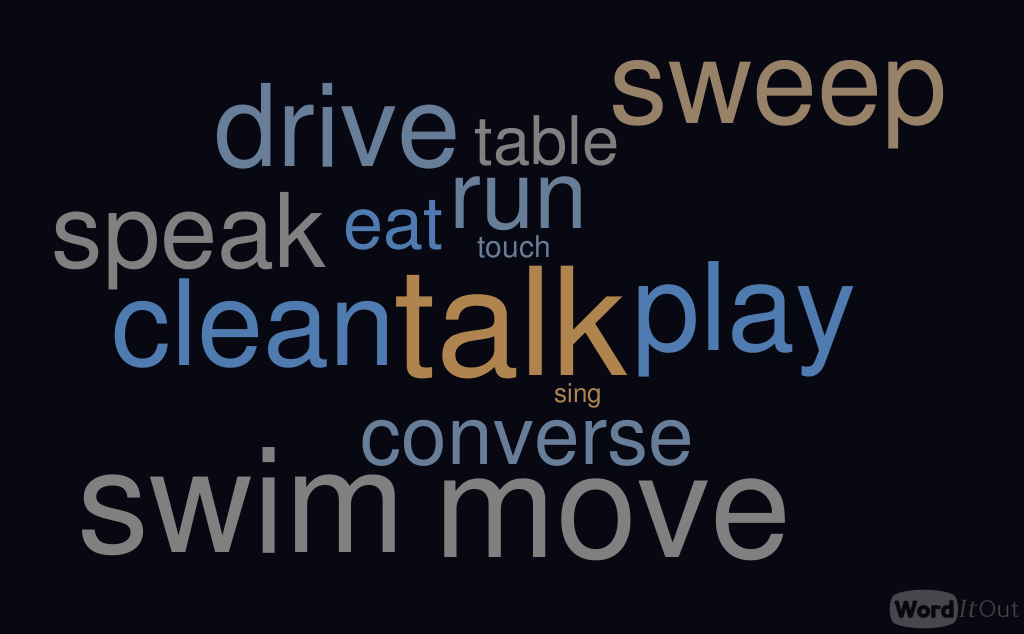 sweep
drive table
run
speak eat
touch
clean talk play
sing
converse
swim move
WordItOut